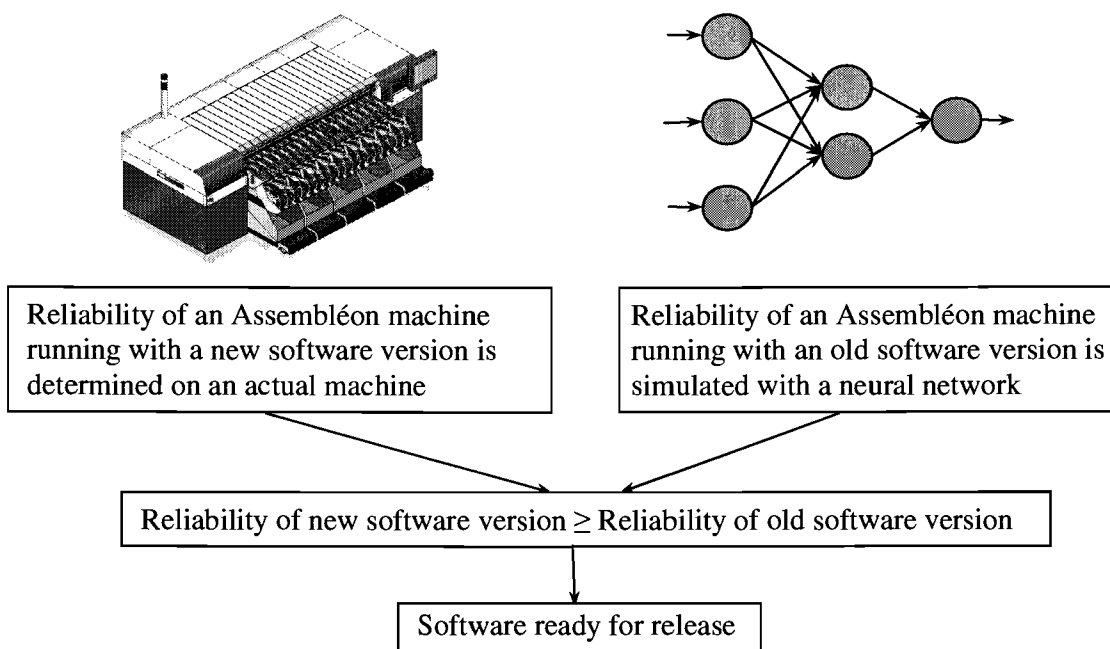 Reliability of an Assembléon machine
running with a new software version is
determined on an actual machine
Reliability of an Assembléon machine
running with an old software version is
simulated with a neural network
Reliability of new software version ≥ Reliability of old software version
Software ready for release